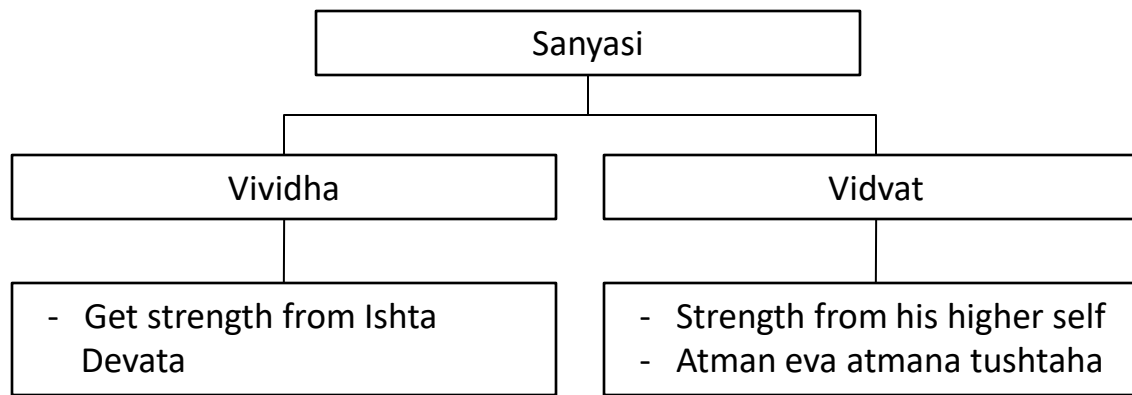 Sanyasi
Vividha
Vidvat
- Get strength from Ishta
Devata
- Strength from his higher self
- Atman eva atmana tushtaha